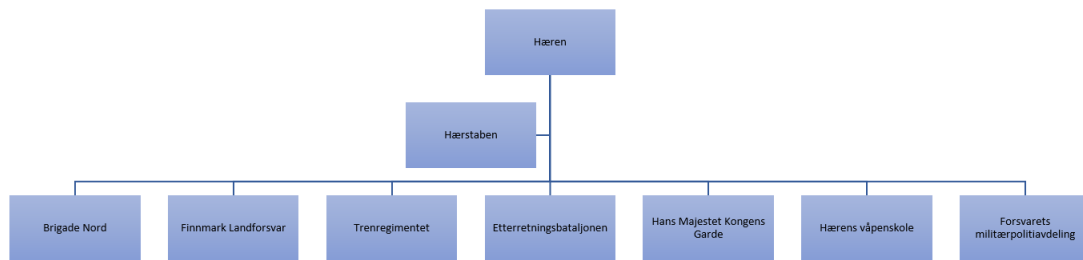 Hæren
Hærstaben
Brigade Nord
Finnmark Landforsvar
Trenregimentet
Etterretningsbataljonen
Hans Majestet Kongens
Garde
Hærens våpenskole
Forsvarets
militærpolitiavdeling